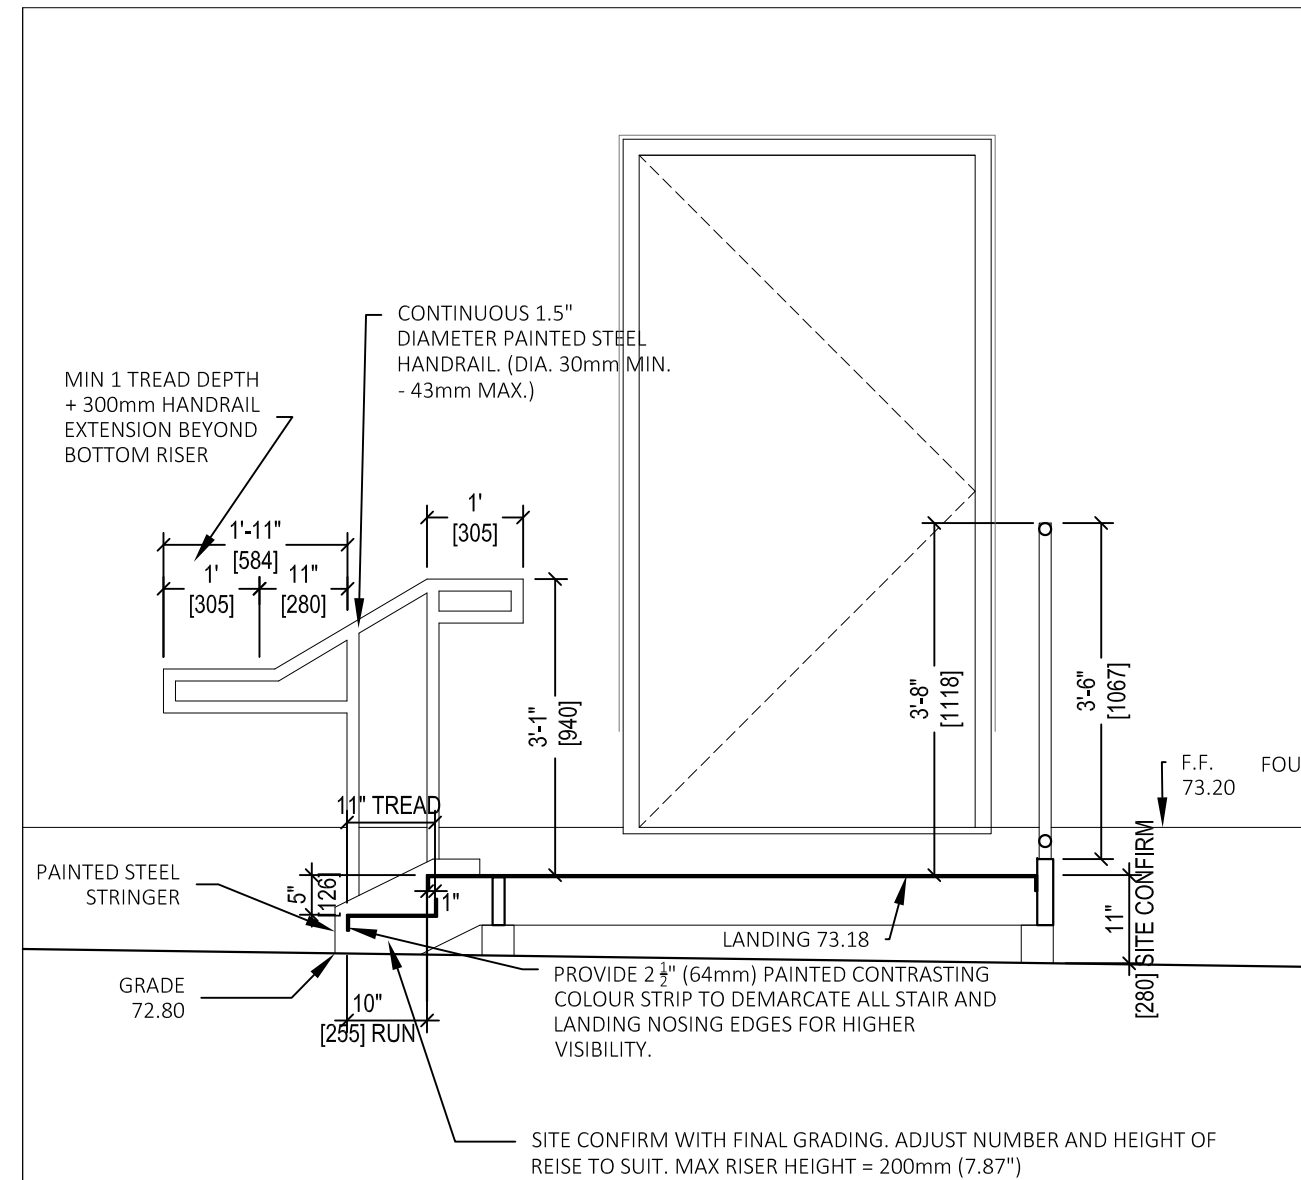 CONTINUOUS 1.5"
DIAMETER PAINTED STEEL
HANDRAIL. (DIA. 30mm MIN.
- 43mm MAX.)
MIN 1 TREAD DEPTH
+ 300mm HANDRAIL
EXTENSION BEYOND
BOTTOM RISER
1'
[305]
1'-11"
[584]
1'
[305]
11"
[280]
3'-1"
[940]
3'-8"
[1118]
3'-6"
[1067]
F.F.
73.20
FOU
11" TREAD
PAINTED STEEL
STRINGER
5"
[126]
1"
LANDING 73.18
11"
[280] SITE CONFIRM
GRADE
72.80
10"
[255] RUN
PROVIDE 2 1/2" (64mm) PAINTED CONTRASTING
COLOUR STRIP TO DEMARCATE ALL STAIR AND
LANDING NOSING EDGES FOR HIGHER
VISIBILITY.
SITE CONFIRM WITH FINAL GRADING. ADJUST NUMBER AND HEIGHT OF
REISE TO SUIT. MAX RISER HEIGHT = 200mm (7.87")